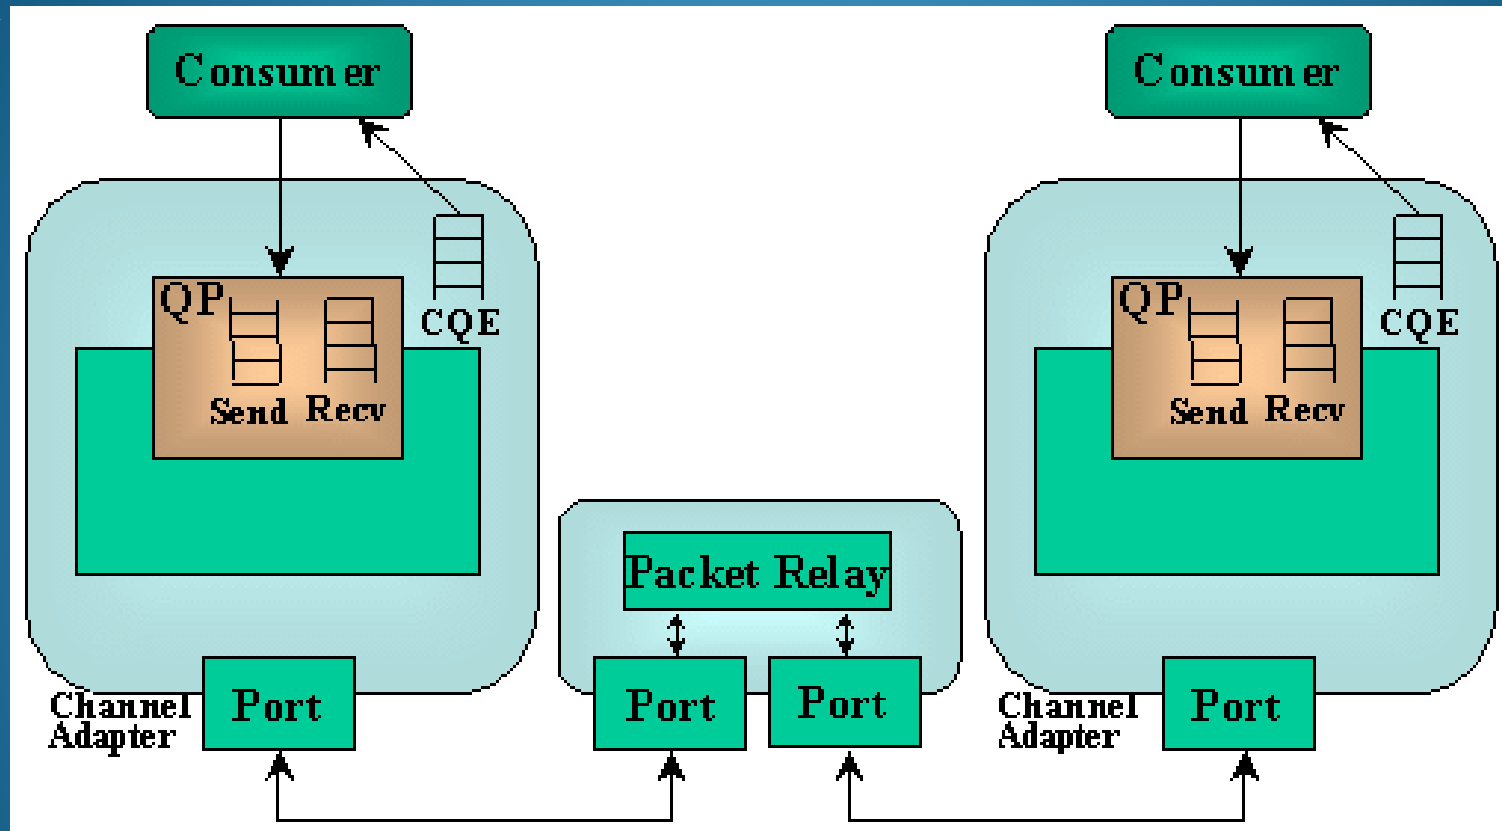 Consumer
QP
Send Recv
CQE
Channel
Adapter
Port
Packet Relay
Port
Port
Consumer
QP
Send Recv
CQE
Channel
Adapter
Port